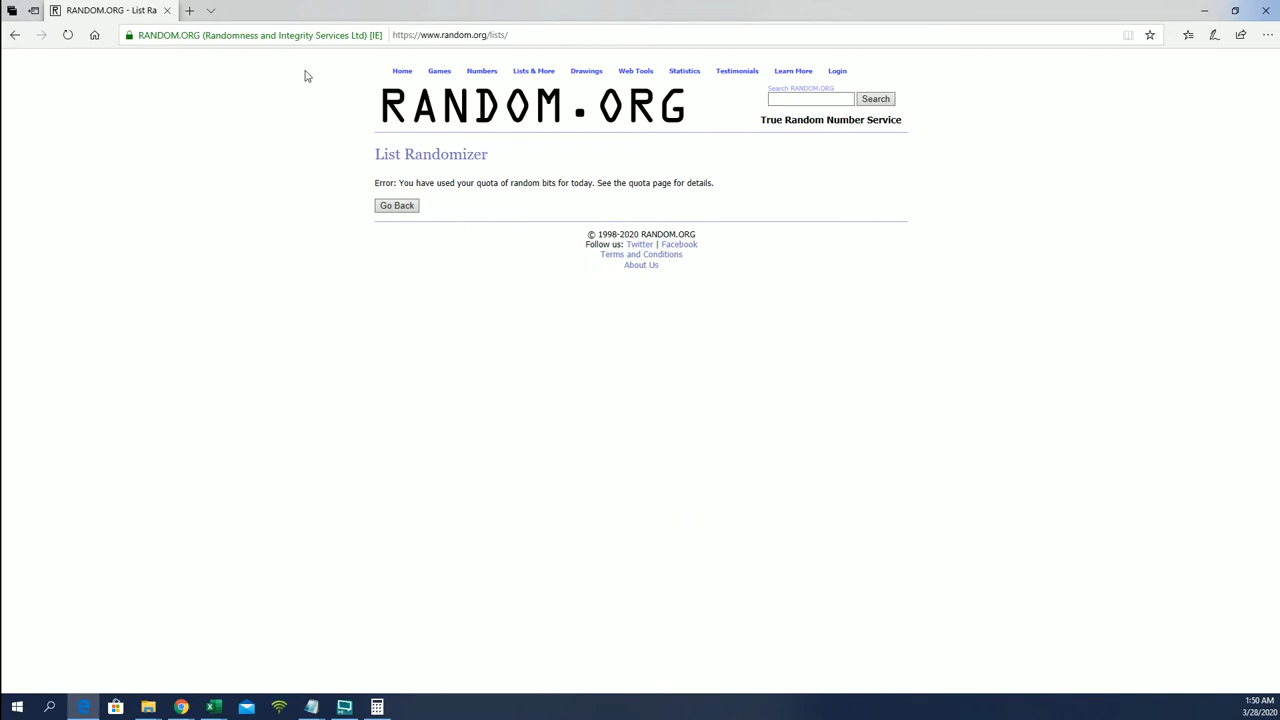 RANDOM.ORG - List Ra
RANDOM.ORG (Randomness and Integrity Services Ltd) [IE]
https://www.random.org/lists/
Home Games Numbers Lists & More Drawings Web Tools Statistics Testimonials Learn More Login
RANDOM.ORG
Search RANDOM.ORG
Search
True Random Number Service
List Randomizer
Error: You have used your quota of random bits for today. See the quota page for details.
Go Back
© 1998-2020 RANDOM.ORG
Follow us: Twitter | Facebook
Terms and Conditions
About Us
1:50 AM
3/28/2020